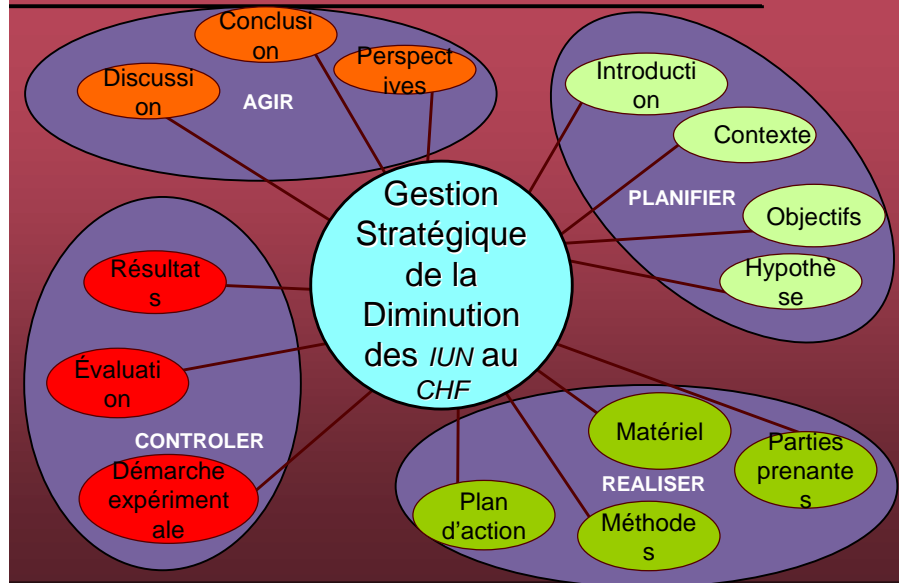 Conclusi
on
Perspect
ives
Discussi
on
AGIR
Introducti
on
Contexte
PLANIFIER
Objectifs
Hypothè
se
Gestion
Stratégique
de la
Diminution
des IUN au
CHF
Résultat
s
Évaluati
on
CONTROLER
Démarche
expériment
ale
Matériel
Parties
prenante
s
REALISER
Plan
d'action
Méthode
s